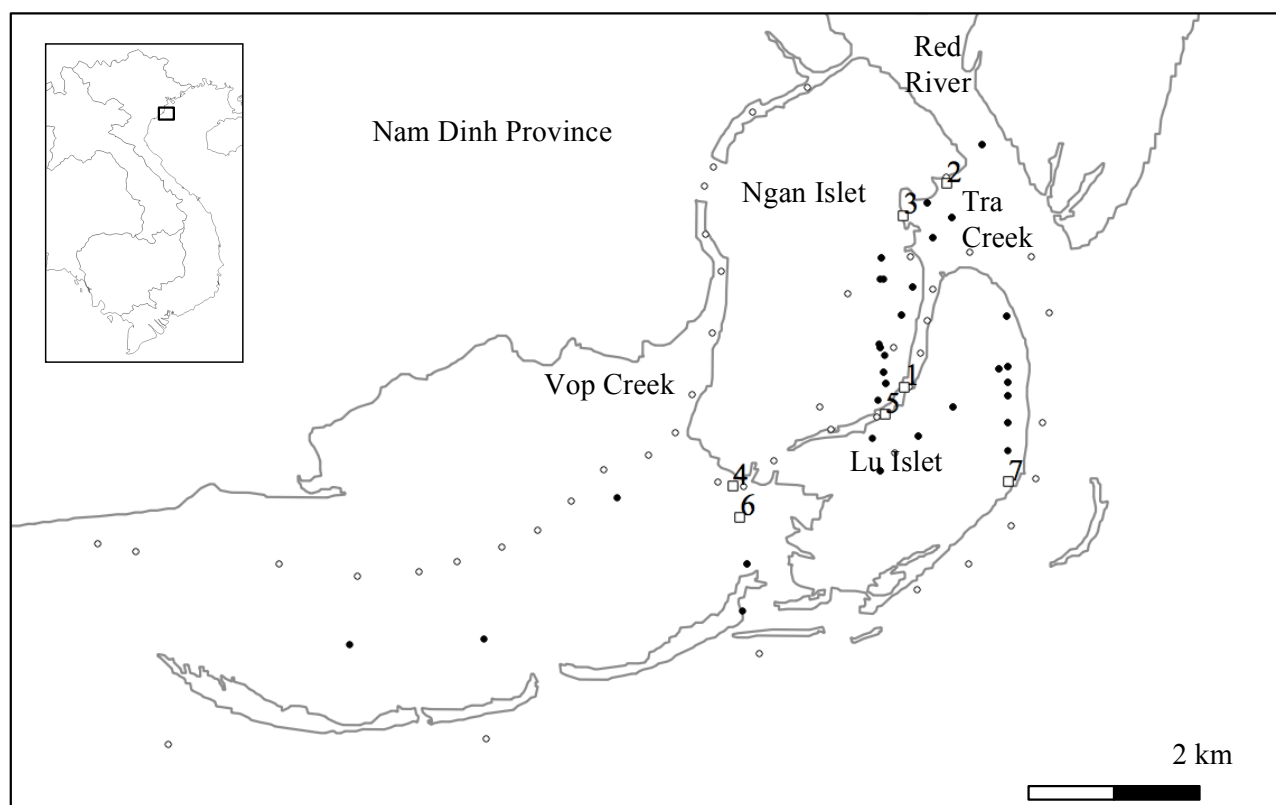 Red
River
Nam Dinh Province
2
Ngan Islet
3
Tra
Creek
Vop Creek
1
5
Lu Islet
4
7
6
2 km